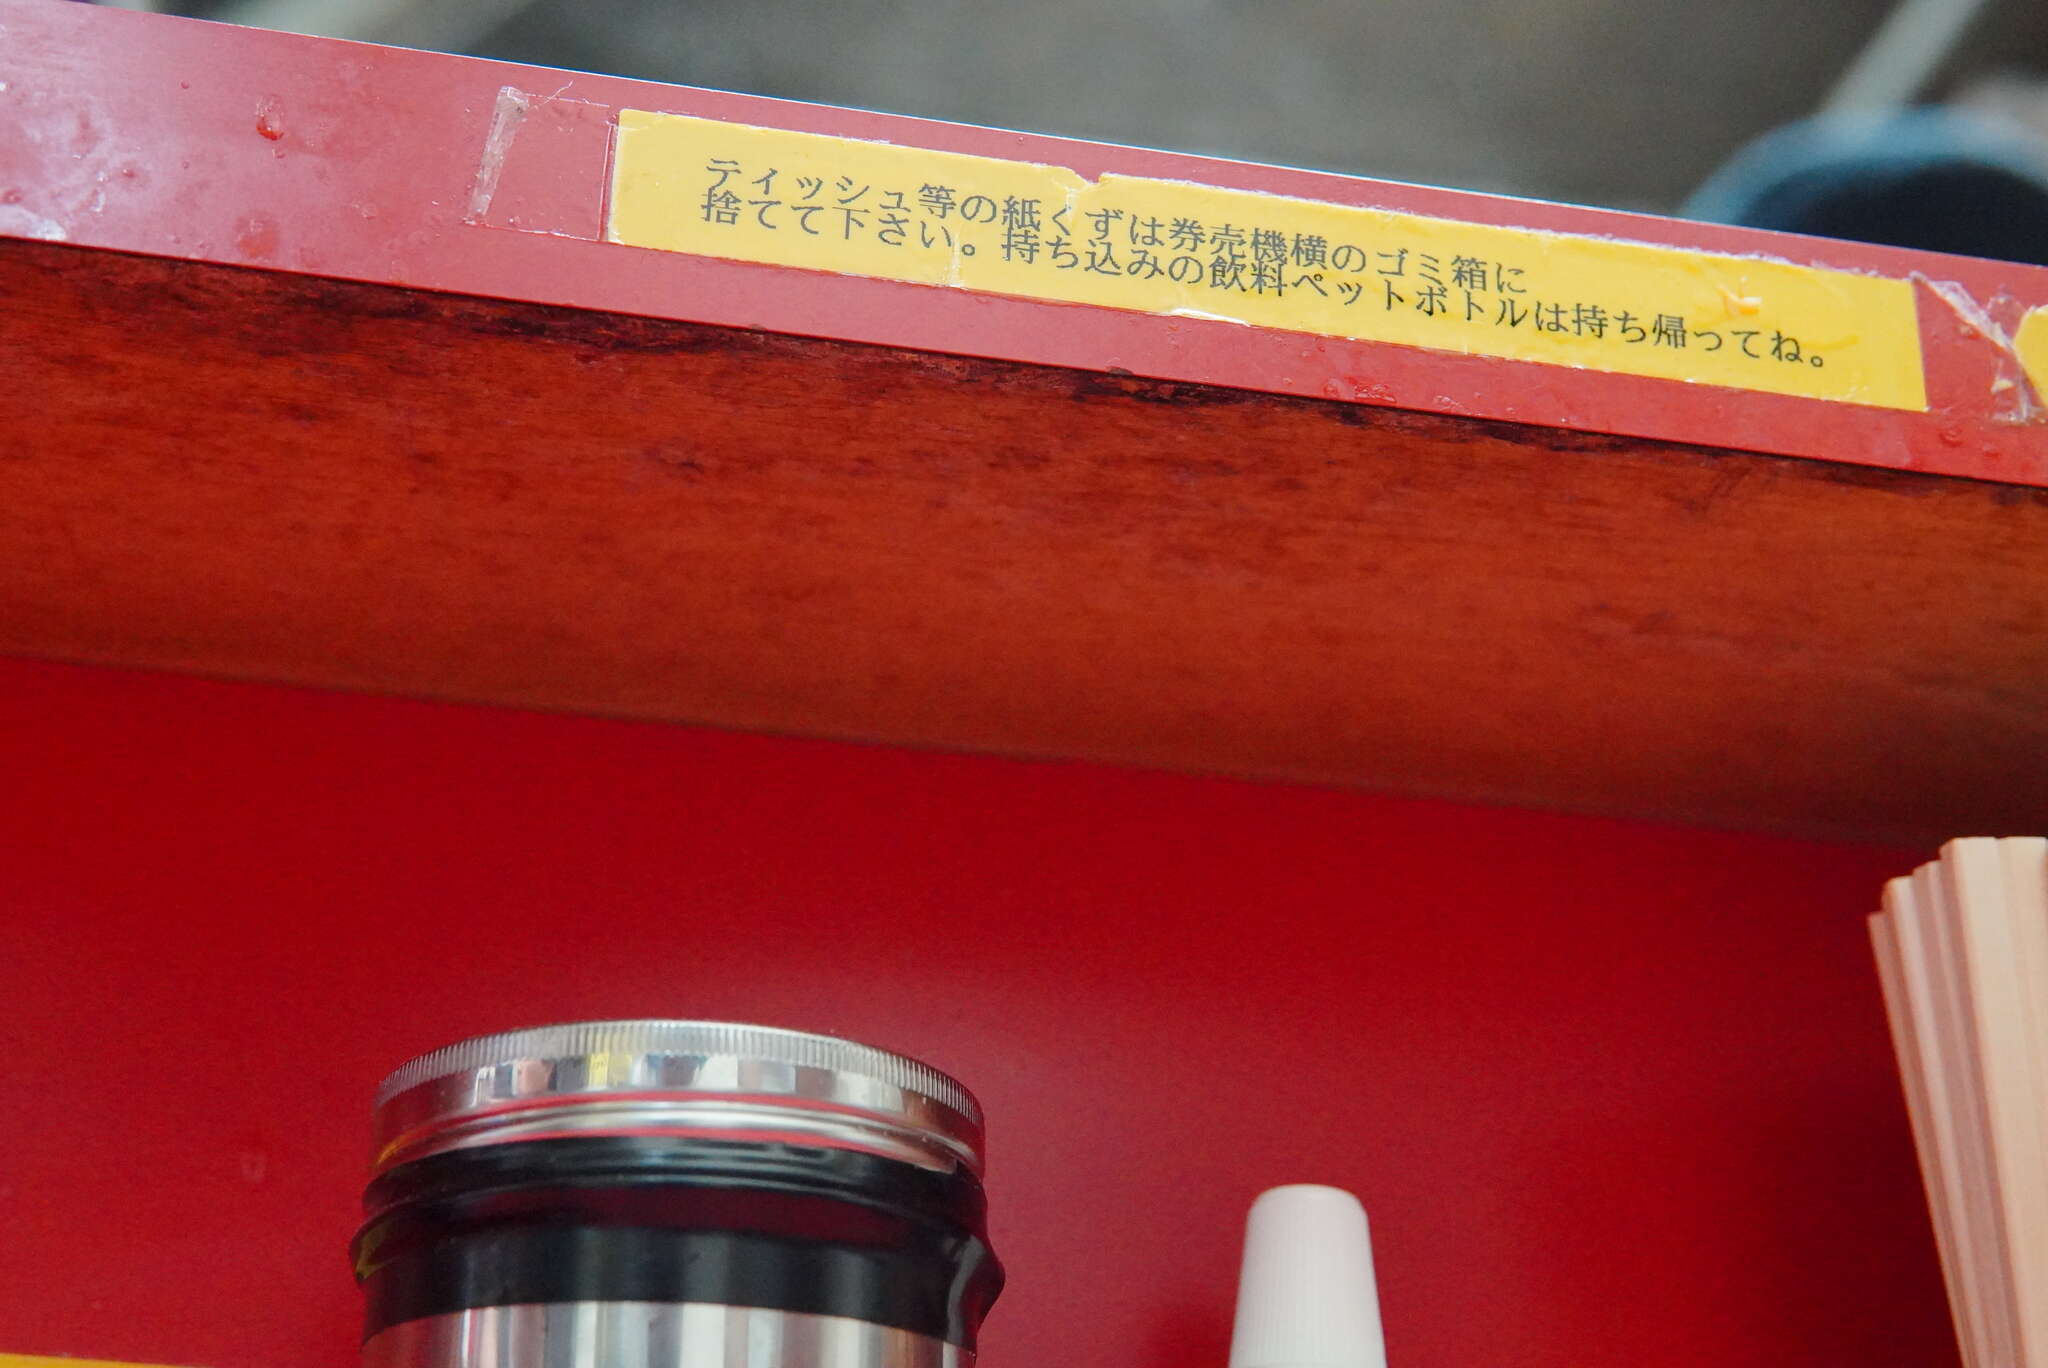 ティッシュ等の紙くずは券売機横のゴミ箱に
捨てて下さい。持ち込みの飲料ペットボトルは持ち帰ってね。